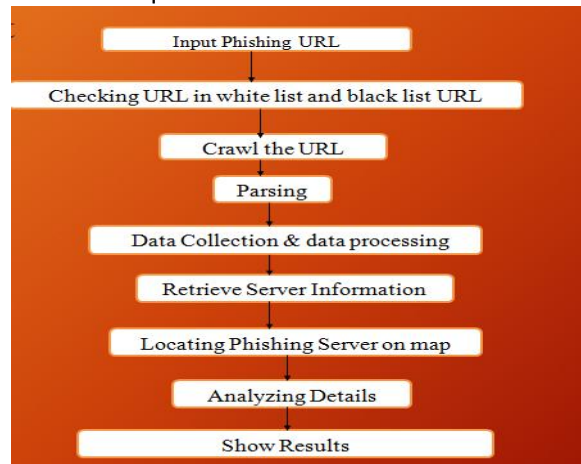 Input Phishing URL
Checking URL in white list and black list URL
Crawl the URL
Parsing
Data Collection & data processing
Retrieve Server Information
Locating Phishing Server on map
Analyzing Details
Show Results